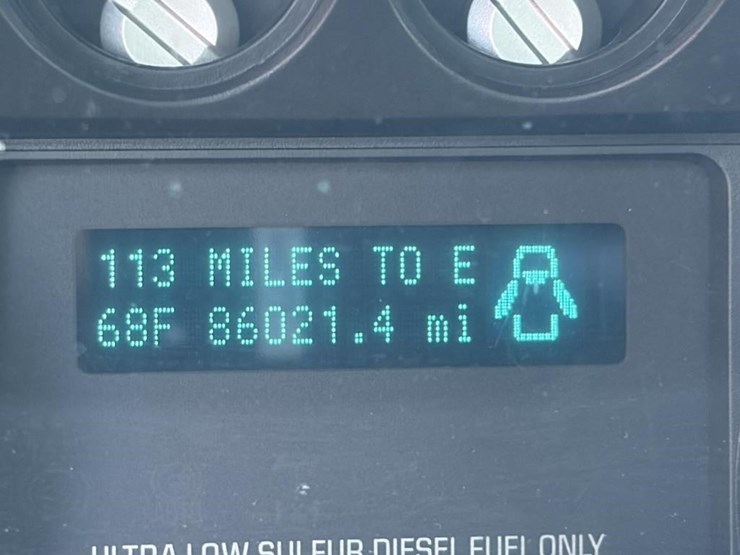 113 MILES TO E
68F 86021.4 mi
ULTRA LOW SULFUR DIESEL FUEL ONLY